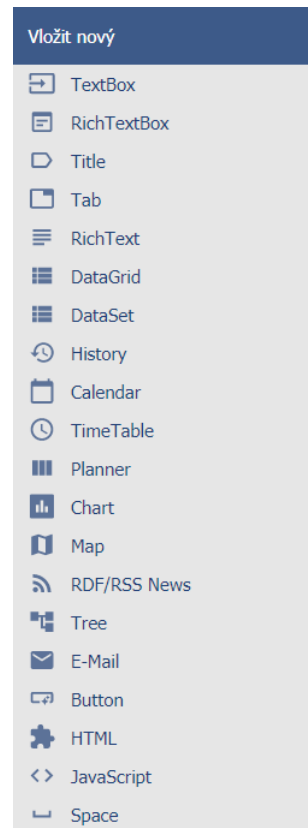 Vložit nový
TextBox
RichTextBox
Title
Tab
RichText
DataGrid
DataSet
History
Calendar
TimeTable
Planner
Chart
Map
RDF/RSS News
Tree
E-Mail
Button
HTML
JavaScript
Space